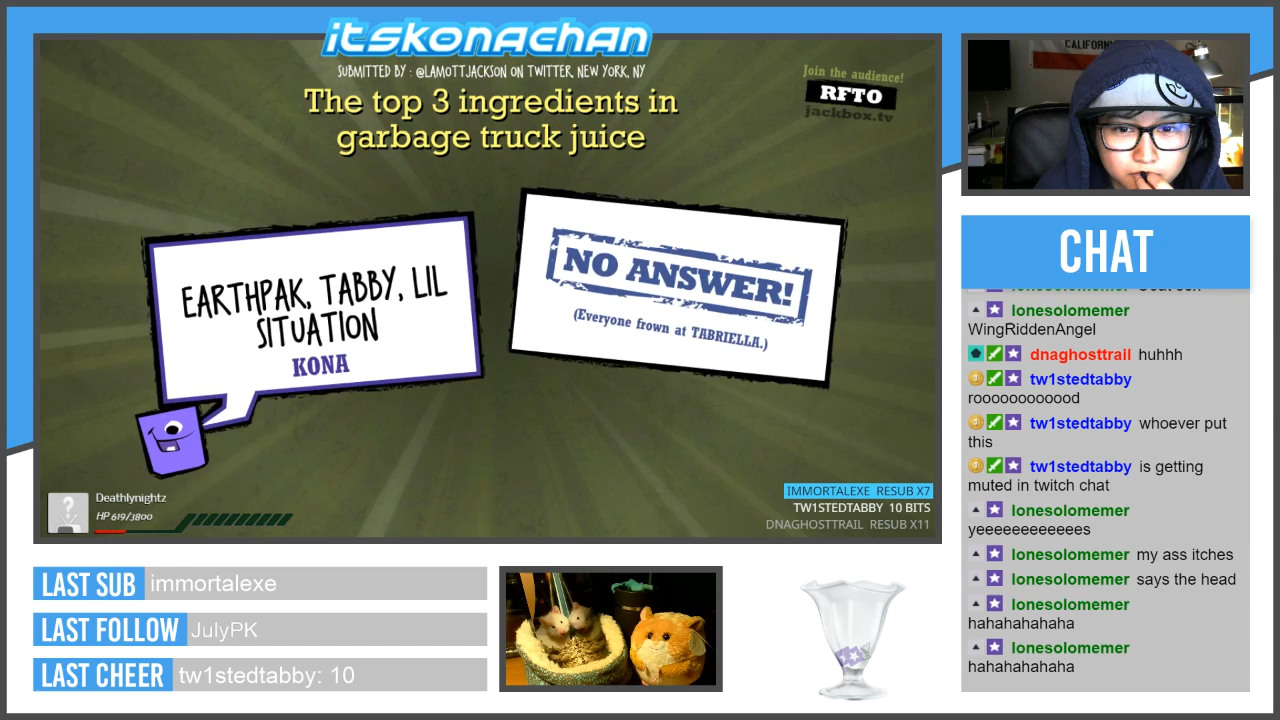 itskonachan
SUBMITTED BY : @LAMOTTJACKSON ON TWITTER, NEW YORK, NY
The top 3 ingredients in
garbage truck juice
Join the audience!
RFTO
jackbox.tv
EARTHPAK, TABBY, LIL
SITUATION
KONA
NO ANSWER!
(Everyone frown at TABRIELLA.)
Deathlynightz
HP 619/3800
IMMORTALEXE RESUB X7
TW1STEDTABBY 10 BITS
DNAGHOSTTRAIL RESUB X11
LAST SUB immortalexe
LAST FOLLOW JulyPK
LAST CHEER tw1stedtabby: 10
CHAT
lonesolomemer
WingRiddenAngel
dnaghosttrail huhhh
tw1stedtabby
roooooooooood
tw1stedtabby whoever put
this
tw1stedtabby is getting
muted in twitch chat
lonesolomemer
yeeeeeeeeeeees
lonesolomemer my ass itches
lonesolomemer says the head
lonesolomemer
hahahahahaha
lonesolomemer
hahahahahaha